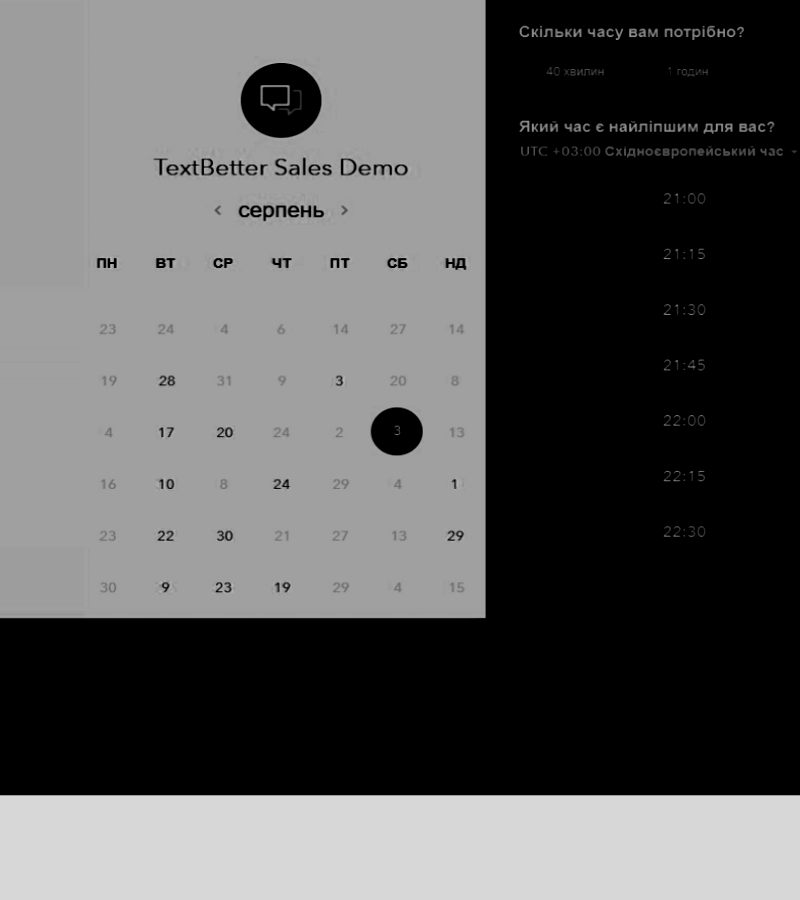 TextBetter Sales Demo
серпень
ПН ВТ СР ЧТ ПТ СБ НД
23 24 4 6 14 27 14
19 28 31 9 3 20 8
4 17 20 24 2 3 13
16 10 8 24 29 4 1
23 22 30 21 27 13 29
30 9 23 19 29 4 15
Скільки часу вам потрібно?
40 хвилин 1 годин
Який час є найліпшим для вас?
UTC +03:00 Східноєвропейський час
21:00
21:15
21:30
21:45
22:00
22:15
22:30